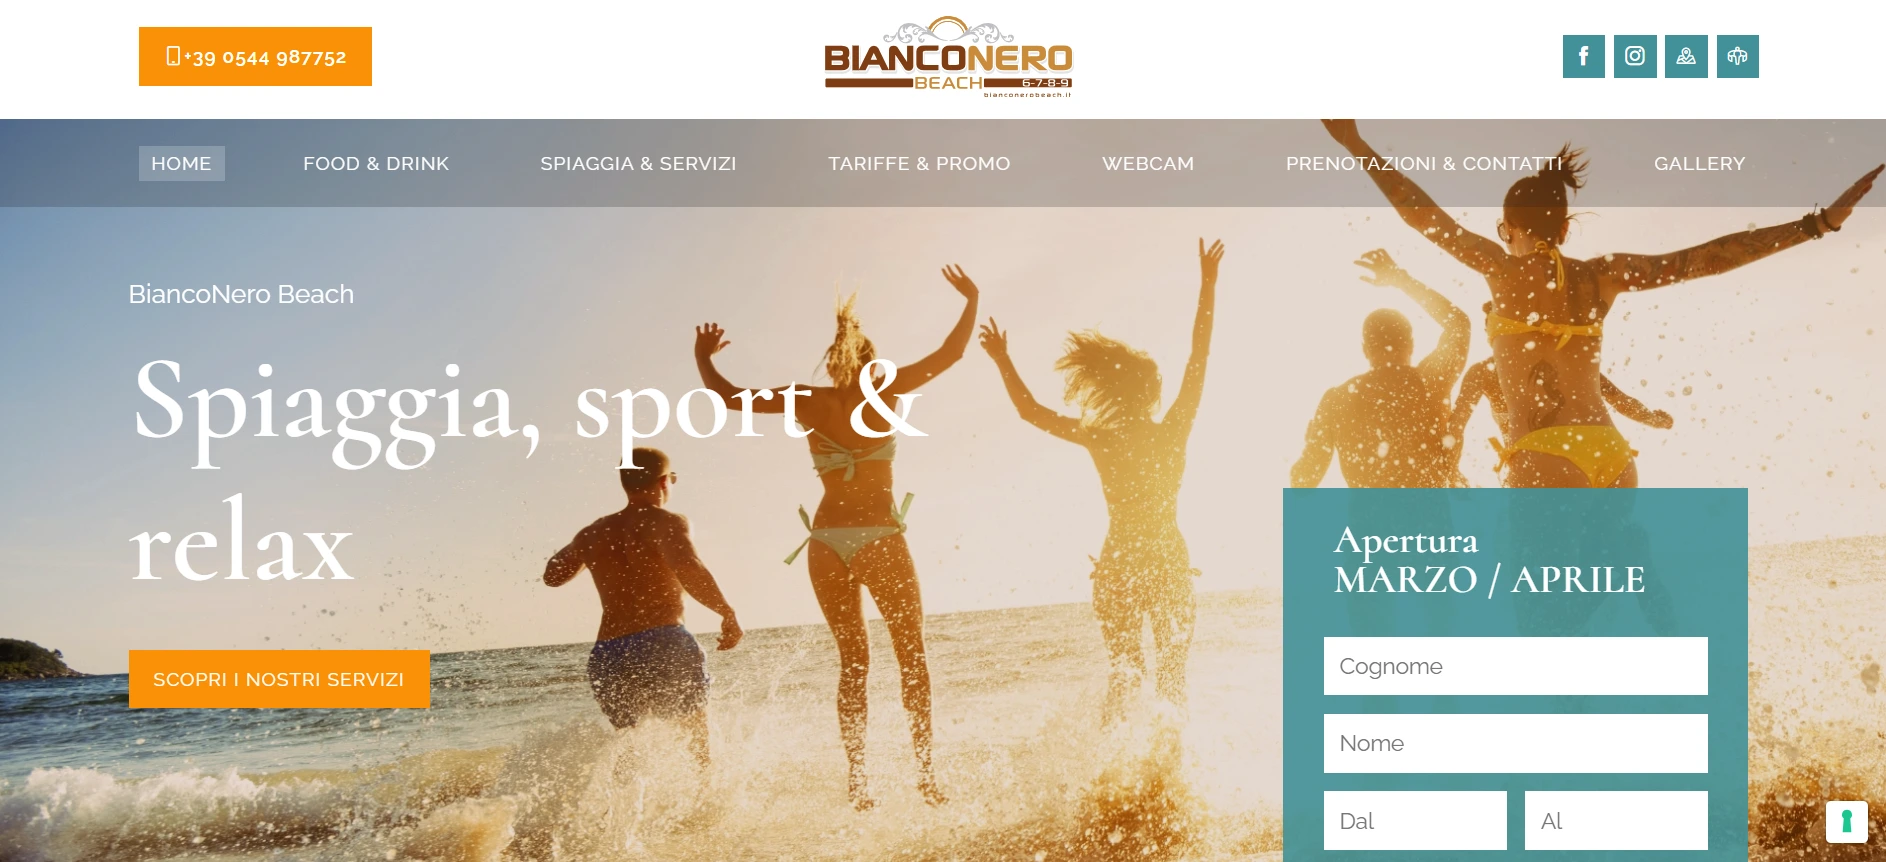 +39 0544 987752
BIANCONERO
BEACH 6-7-8-9
bianconerobeach.it
HOME
FOOD & DRINK
SPIAGGIA & SERVIZI
TARIFFE & PROMO
WEBCAM
PRENOTAZIONI & CONTATTI
GALLERY
BiancoNero Beach
Spiaggia, sport &
relax
SCOPRI I NOSTRI SERVIZI
Apertura
MARZO / APRILE
Cognome
Nome
Dal
Al